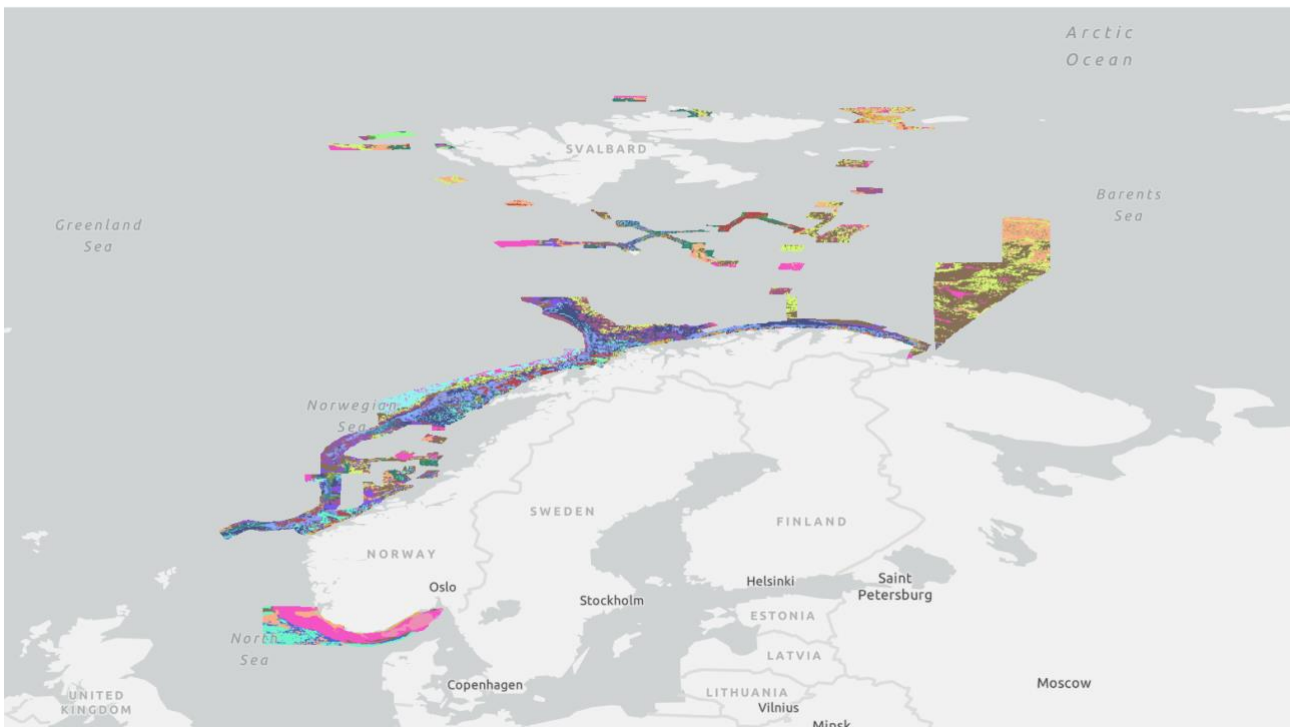 Arctic
Ocean
SVALBARD
Barents
Sea
Greenland
Sea
Norwegian
Sea
SWEDEN
FINLAND
NORWAY
Oslo
Helsinki
Saint
Petersburg
Stockholm
ESTONIA
North
Sea
LATVIA
Copenhagen
Moscow
UNITED
KINGDOM
LITHUANIA
Vilnius
Minsk